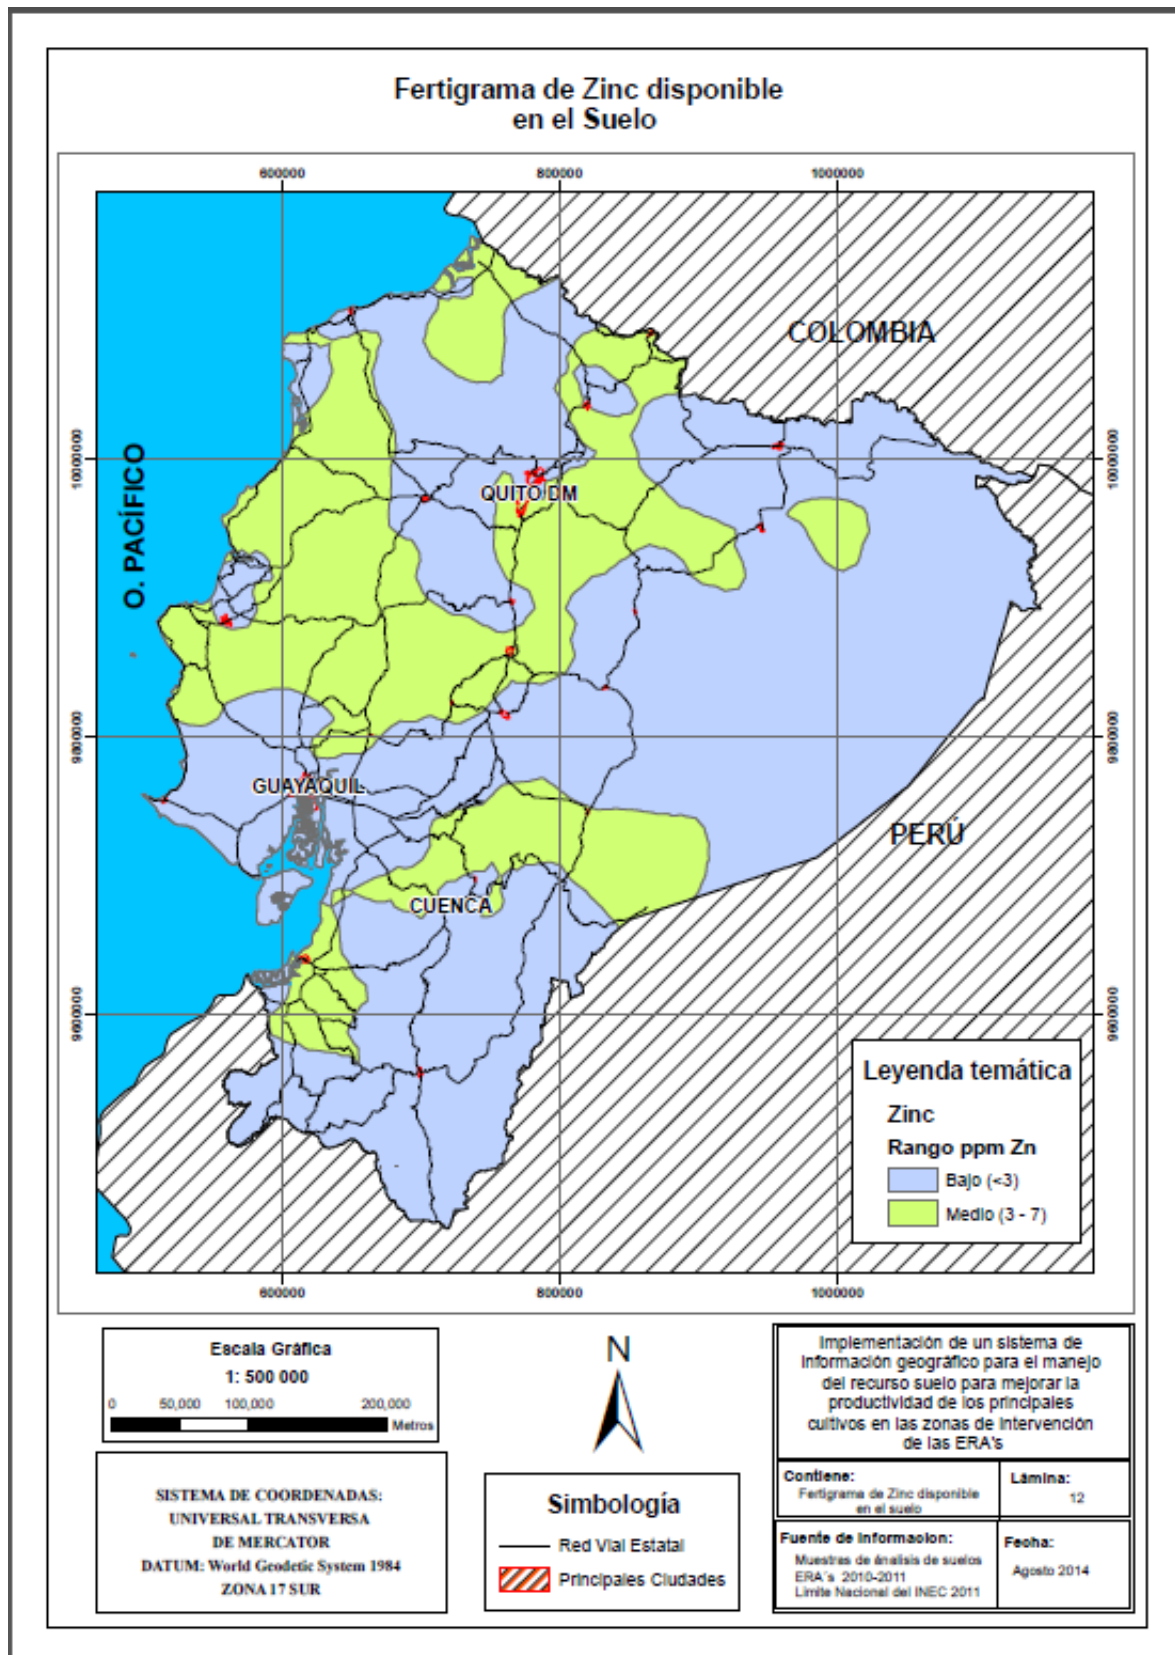 Fertigrama de Zinc disponible
en el Suelo
600000
800000
1000000
COLOMBIA
10000000
10000000
O. PACÍFICO
QUITO DM
9800000
9800000
GUAYAQUIL
PERÚ
CUENCA
9600000
9600000
Leyenda temática
Zinc
Rango ppm Zn
Bajo (<3)
Medio (3 - 7)
600000
800000
1000000
Escala Gráfica
1: 500 000
0 50,000 100,000 200,000
Metros
N
SISTEMA DE COORDENADAS:
UNIVERSAL TRANSVERSA
DE MERCATOR
DATUM: World Geodetic System 1984
ZONA 17 SUR
Simbología
Red Vial Estatal
Principales Ciudades
Implementación de un sistema de
Información geográfico para el manejo
del recurso suelo para mejorar la
productividad de los principales
cultivos en las zonas de Intervención
de las ERA's
Contiene:
Fertigrama de Zinc disponible
en el suelo
Lámina:
12
Fuente de Informacion:
Muestras de ánalisis de suelos
ERA´s 2010-2011
Limite Nacional del INEC 2011
Fecha:
Agosto 2014